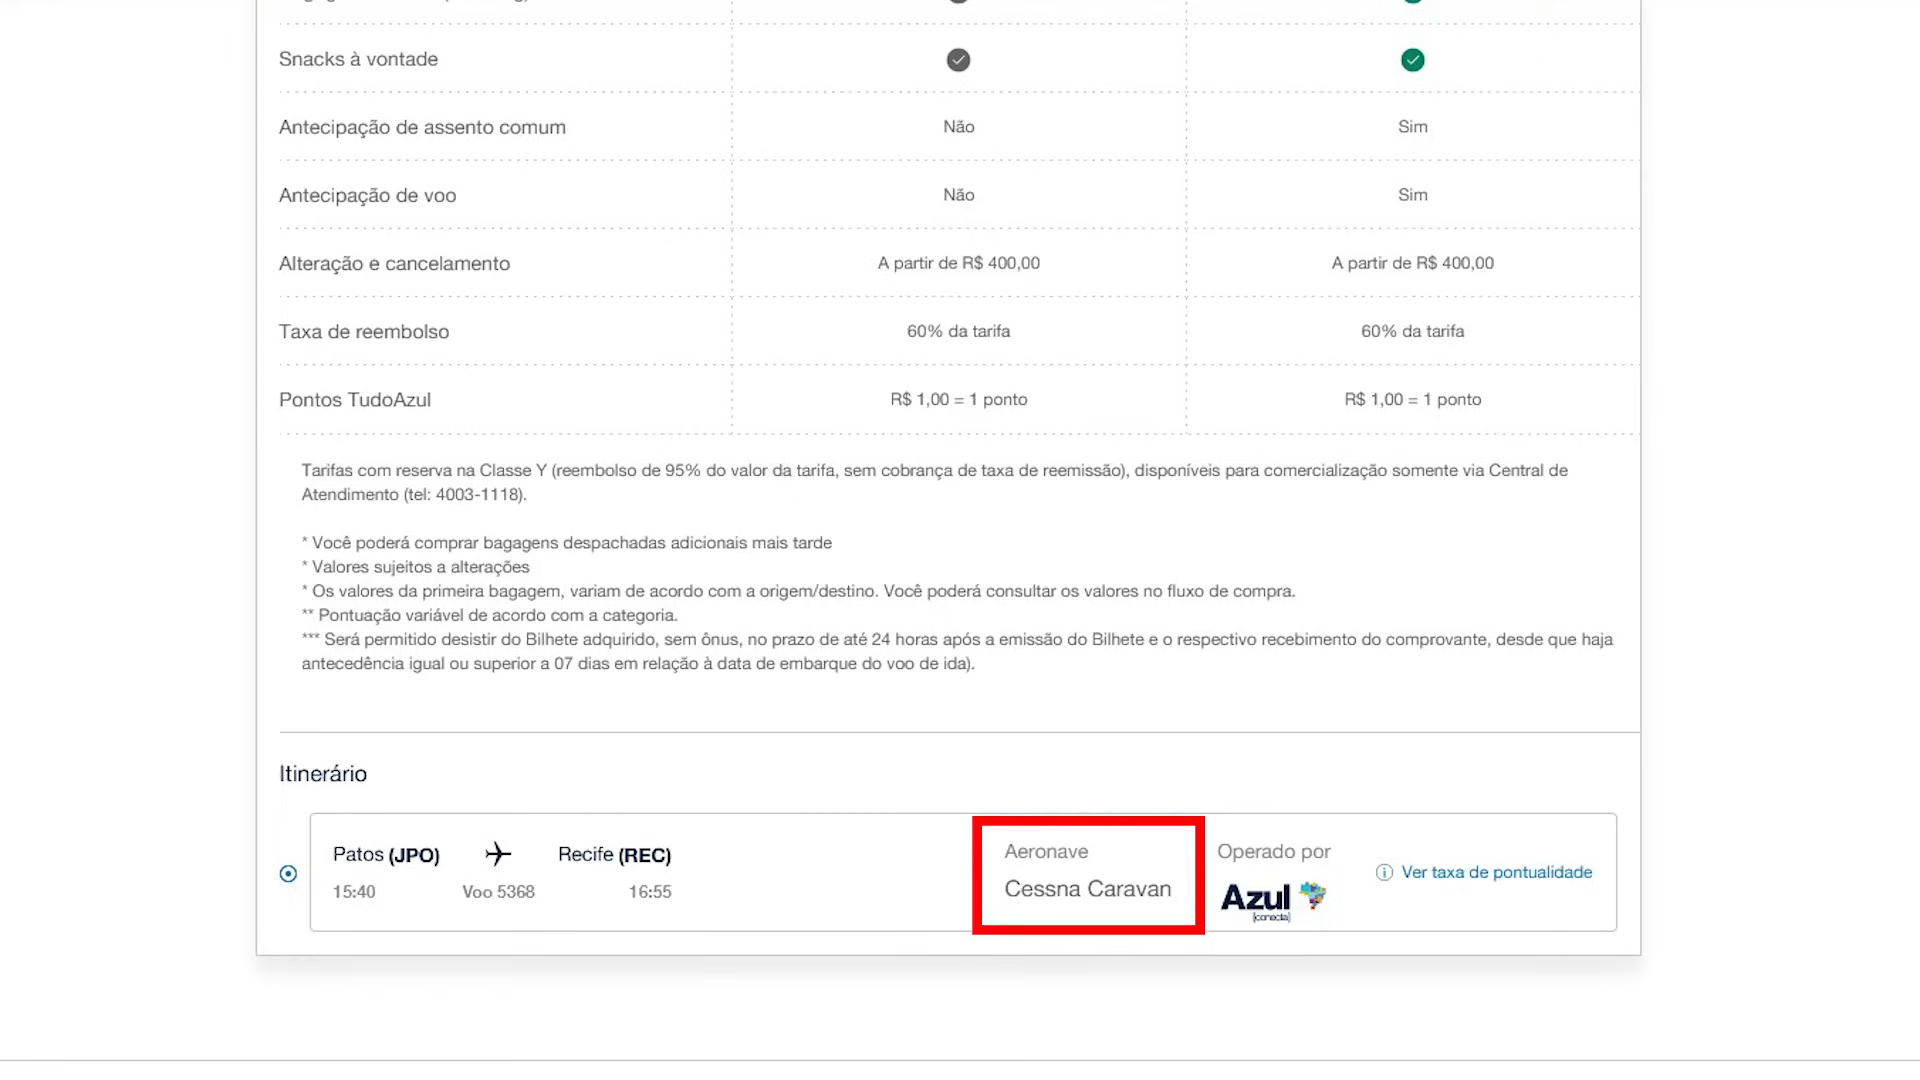 Snacks à vontade
Antecipação de assento comum Não Sim
Antecipação de voo Não Sim
Alteração e cancelamento A partir de R$ 400,00 A partir de R$ 400,00
Taxa de reembolso 60% da tarifa 60% da tarifa
Pontos TudoAzul R$ 1,00 = 1 ponto R$ 1,00 = 1 ponto
Tarifas com reserva na Classe Y (reembolso de 95% do valor da tarifa, sem cobrança de taxa de reemissão), disponíveis para comercialização somente via Central de
Atendimento (tel: 4003-1118).
* Você poderá comprar bagagens despachadas adicionais mais tarde
* Valores sujeitos a alterações
* Os valores da primeira bagagem, variam de acordo com a origem/destino. Você poderá consultar os valores no fluxo de compra.
** Pontuação variável de acordo com a categoria.
*** Será permitido desistir do Bilhete adquirido, sem ônus, no prazo de até 24 horas após a emissão do Bilhete e o respectivo recebimento do comprovante, desde que haja
antecedência igual ou superior a 07 dias em relação à data de embarque do voo de ida).
Itinerário
Patos (JPO) Recife (REC)
15:40 Voo 5368 16:55
Aeronave
Cessna Caravan
Operado por
Azul
[conecta]
Ver taxa de pontualidade